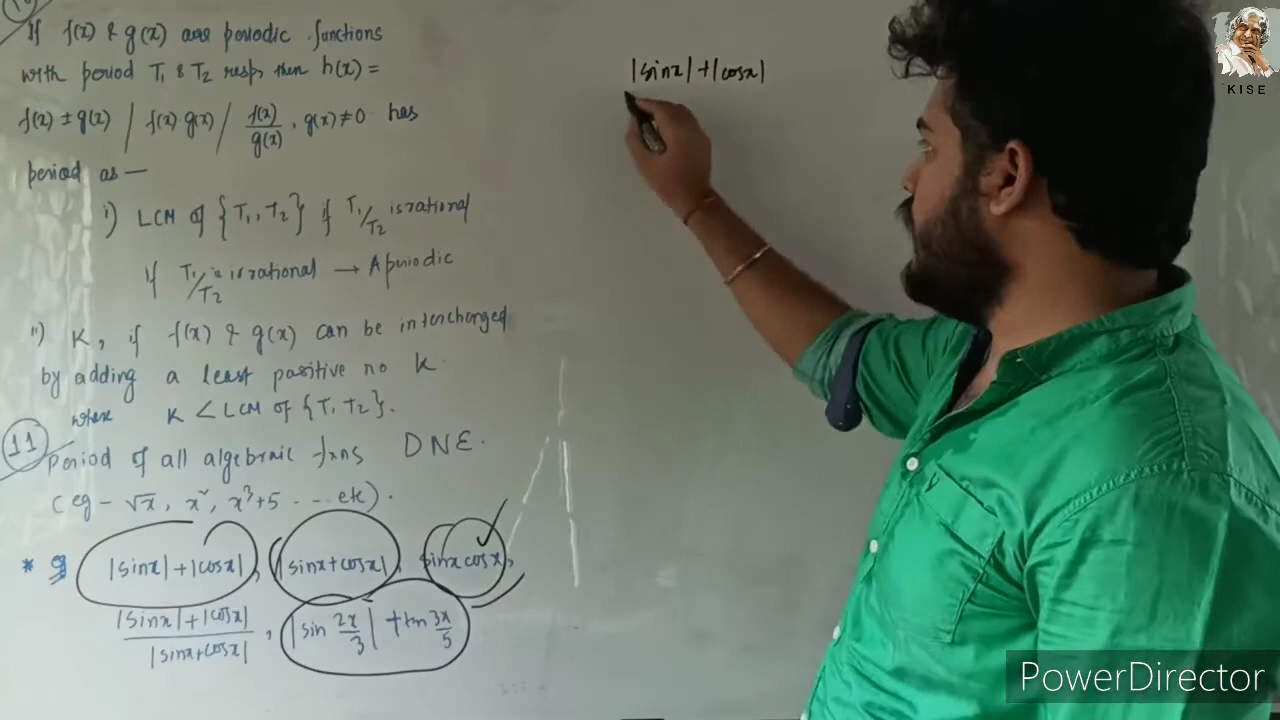 10
If f(x) & g(x) are periodic functions
with period T₁ & T₂ resp, then h(x) =
f(x) ± g(x) / f(x) g(x) / f(x)/g(x), g(x) ≠ 0 has
period as —
i) LCM of {T₁, T₂} if T₁/T₂ is rational
if T₁/T₂ is irrational → Aperiodic
ii) K, if f(x) & g(x) can be interchanged
by adding a least positive no K.
where K < LCM of {T₁, T₂}.
11
Period of all algebraic fxns DNE.
(eg - √x, x², x³+5 ... etc).
* g |sinx| + |cosx|, |sinx + cosx|, sinx cosx,
|sinx| + |cosx| / |sinx + cosx|, |sin 2x/3| + tan 3x/5
|sinx| + |cosx|
KISE
PowerDirector